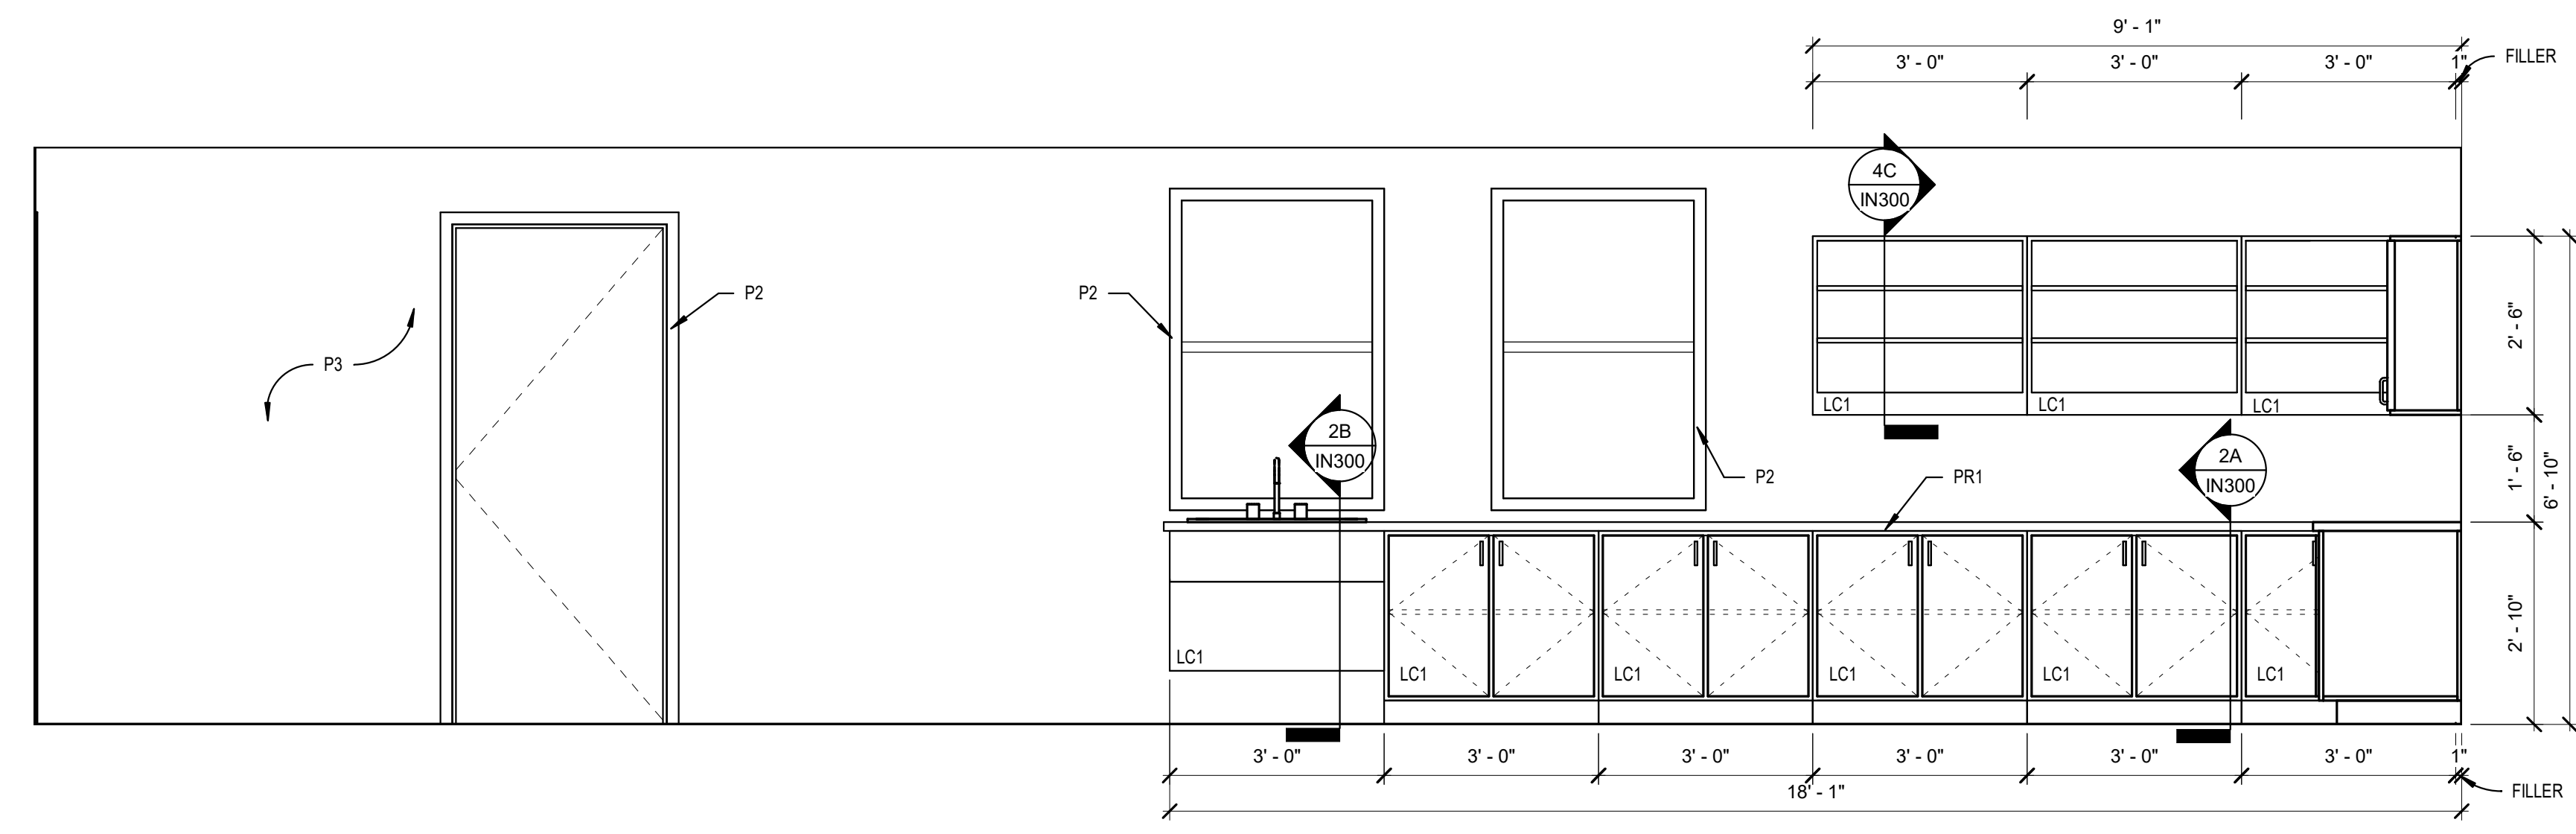 9' - 1"
3' - 0" 3' - 0" 3' - 0" 1" FILLER
4C
IN300
P2 P2
P3
2' - 6"
LC1 LC1 LC1
2B
IN300
2A
IN300
P2 PR1
1' - 6"
6' - 10"
2' - 10"
LC1 LC1 LC1 LC1 LC1 LC1
3' - 0" 3' - 0" 3' - 0" 3' - 0" 3' - 0" 3' - 0" 1"
18' - 1" FILLER